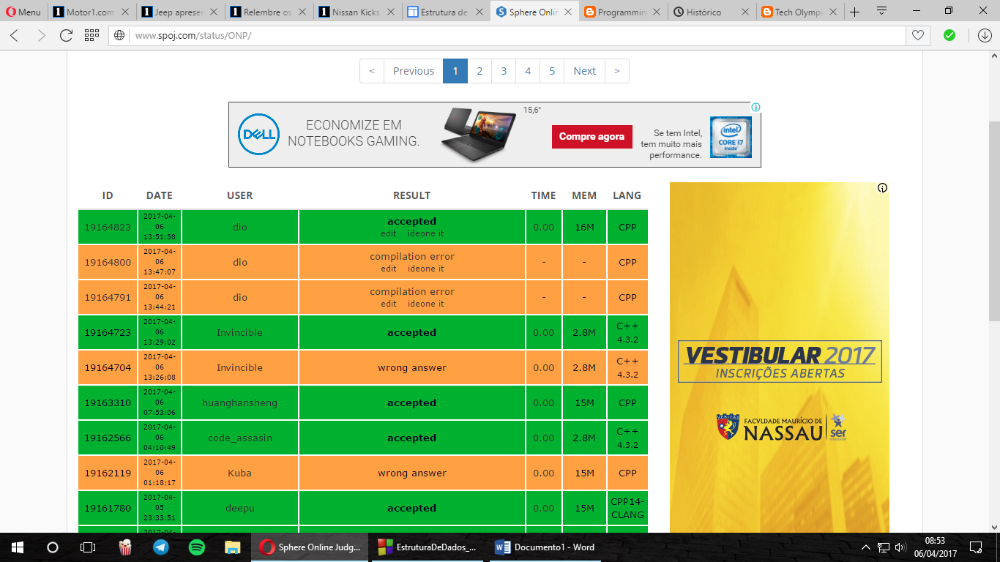 Menu
Motor1.com
Jeep apresen
Relembre os
Nissan Kicks
Estrutura de
Sphere Onlin
Programmin
Histórico
Tech Olympi
www.spoj.com/status/ONP/
< Previous 1 2 3 4 5 Next >
DELL
ECONOMIZE EM
NOTEBOOKS GAMING.
15,6"
Compre agora
Se tem Intel,
tem muito mais
performance.
intel
CORE i7
inside
ID DATE USER RESULT TIME MEM LANG
19164823 2017-04-06 13:51:58 dio accepted 0.00 16M CPP
edit ideone it
19164800 2017-04-06 13:47:07 dio compilation error - - CPP
edit ideone it
19164791 2017-04-06 13:44:21 dio compilation error - - CPP
edit ideone it
19164723 2017-04-06 13:29:02 Invincible accepted 0.00 2.8M C++ 4.3.2
19164704 2017-04-06 13:26:08 Invincible wrong answer 0.00 2.8M C++ 4.3.2
19163310 2017-04-06 07:53:06 huanghansheng accepted 0.00 15M CPP
19162566 2017-04-06 04:10:49 code_assasin accepted 0.00 2.8M C++ 4.3.2
19162119 2017-04-06 01:18:17 Kuba wrong answer 0.00 15M CPP
19161780 2017-04-05 23:33:51 deepu accepted 0.00 15M CPP14-CLANG
2017-04-
VESTIBULAR 2017
INSCRIÇÕES ABERTAS
VERITAS
FACVLDADE MAVRÍCIO DE
NASSAU
ser
educacional
Sphere Online Judg...
EstruturaDeDados_...
Documento1 - Word
08:53
06/04/2017